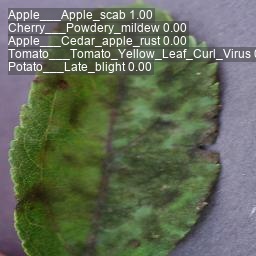 Apple___Apple_scab 1.00
Cherry___Powdery_mildew 0.00
Apple___Cedar_apple_rust 0.00
Tomato___Tomato_Yellow_Leaf_Curl_Virus
Potato___Late_blight 0.00